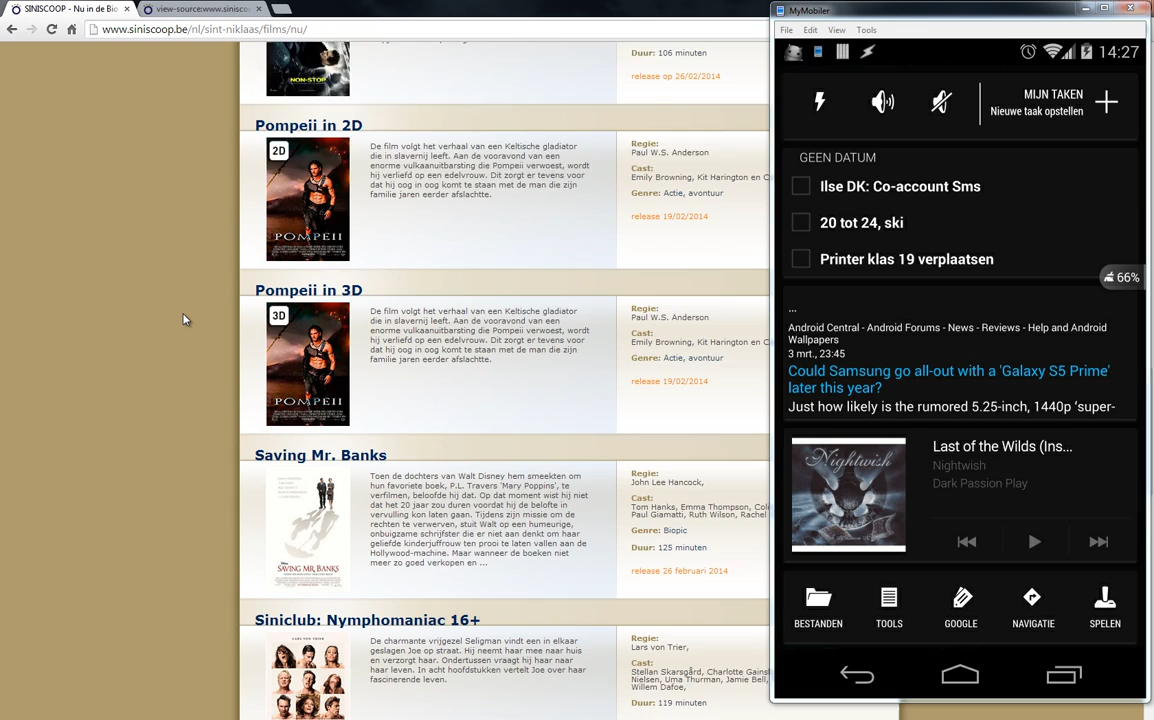 SINISCOOP - Nu in de Bio
view-source:www.sinisco
www.siniscoop.be/nl/sint-niklaas/films/nu/
NON-STOP
Duur: 106 minuten
release op 26/02/2014
Pompeii in 2D
2D
POMPEII
De film volgt het verhaal van een Keltische gladiator
die in slavernij leeft. Aan de vooravond van een
enorme vulkaanuitbarsting die Pompeii verwoest, wordt
hij verliefd op een edelvrouw. Dit zorgt er tevens voor
dat hij oog in oog komt te staan met de man die zijn
familie jaren eerder afslachtte.
Regie:
Paul W.S. Anderson
Cast:
Emily Browning, Kit Harington en C
Genre: Actie, avontuur
release 19/02/2014
Pompeii in 3D
3D
POMPEII
De film volgt het verhaal van een Keltische gladiator
die in slavernij leeft. Aan de vooravond van een
enorme vulkaanuitbarsting die Pompeii verwoest, wordt
hij verliefd op een edelvrouw. Dit zorgt er tevens voor
dat hij oog in oog komt te staan met de man die zijn
familie jaren eerder afslachtte.
Regie:
Paul W.S. Anderson
Cast:
Emily Browning, Kit Harington en C
Genre: Actie, avontuur
release 19/02/2014
Saving Mr. Banks
SAVING MR. BANKS
Toen de dochters van Walt Disney hem smeekten om
hun favoriete boek, P.L. Travers 'Mary Poppins', te
verfilmen, beloofde hij dat. Op dat moment wist hij niet
dat het 20 jaar zou duren voordat hij de belofte in
vervulling kon laten gaan. Tijdens zijn missie om de
rechten te verwerven, stuit Walt op een humeurige,
onbuigzame schrijfster die er niet aan denkt om haar
geliefde kinderjuffrouw ten prooi te laten vallen aan de
Hollywood-machine. Maar wanneer de boeken niet
meer zo goed verkopen en ...
Regie:
John Lee Hancock,
Cast:
Tom Hanks, Emma Thompson, Coli
Paul Giamatti, Ruth Wilson, Rachel
Genre: Biopic
Duur: 125 minuten
release 26 februari 2014
Siniclub: Nymphomaniac 16+
LARS VON TRIER,
De charmante vrijgezel Seligman vindt een in elkaar
geslagen Joe op straat. Hij neemt haar mee naar huis
en verzorgt haar. Ondertussen vraagt hij haar naar
haar leven. In acht hoofdstukken vertelt Joe over haar
fascinerende leven.
Regie:
Lars von Trier,
Cast:
Stellan Skarsgård, Charlotte Gains
Nielsen, Uma Thurman, Jamie Bell,
Willem Dafoe,
Duur: 119 minuten
MyMobiler
File Edit View Tools
14:27
MIJN TAKEN
Nieuwe taak opstellen
GEEN DATUM
Ilse DK: Co-account Sms
20 tot 24, ski
Printer klas 19 verplaatsen
66%
...
Android Central - Android Forums - News - Reviews - Help and Android
Wallpapers
3 mrt., 23:45
Could Samsung go all-out with a 'Galaxy S5 Prime'
later this year?
Just how likely is the rumored 5.25-inch, 1440p 'super-
Nightwish
Last of the Wilds (Ins...
Nightwish
Dark Passion Play
BESTANDEN TOOLS GOOGLE NAVIGATIE SPELEN